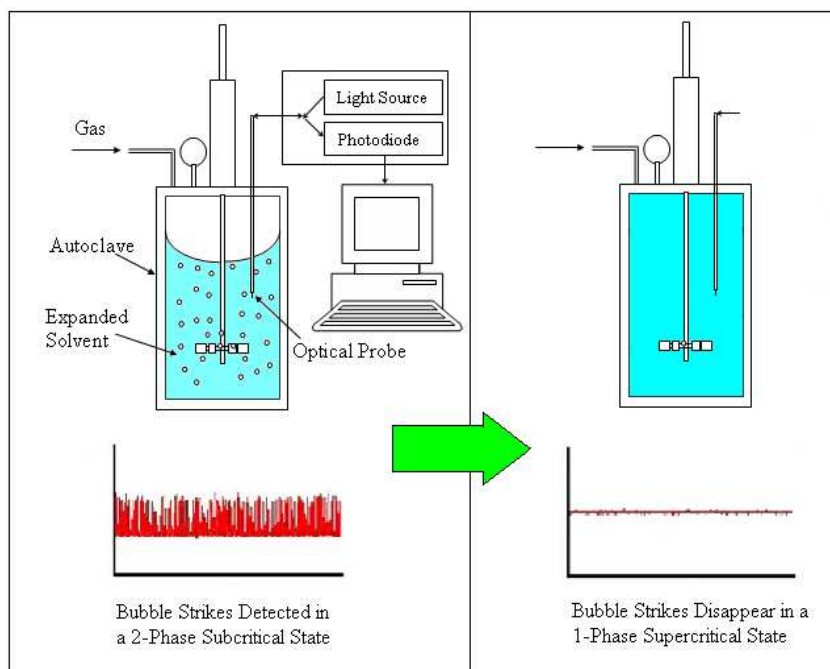 Light Source
Gas
Photodiode
Autoclave
Expanded
Solvent
Optical Probe
Bubble Strikes Detected in
a 2-Phase Subcritical State
Bubble Strikes Disappear in a
1-Phase Supercritical State